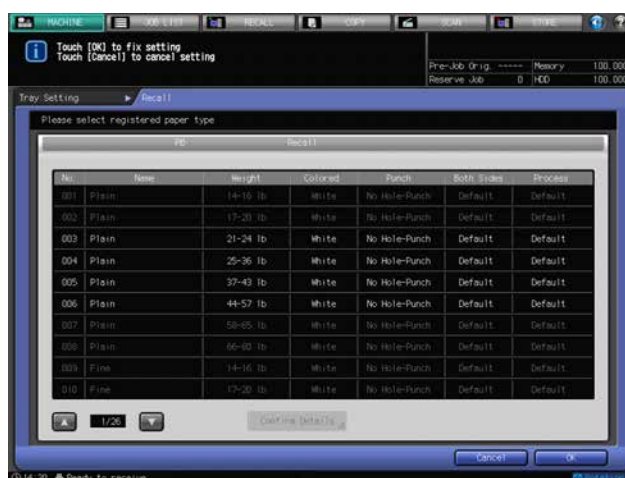 MACHINE JOB LIST RECALL COPY SCAN STORE
Touch [OK] to fix setting
Touch [Cancel] to cancel setting
Pre-Job Orig. ----- Memory 100.00
Reserve Job 0 HDD 100.00
Tray Setting ▶ Recall
Please select registered paper type
PB Recall
No. Name Weight Colored Punch Both Sides Process
001 Plain 14-16 lb White No Hole-Punch Default Default
002 Plain 17-20 lb White No Hole-Punch Default Default
003 Plain 21-24 lb White No Hole-Punch Default Default
004 Plain 25-36 lb White No Hole-Punch Default Default
005 Plain 37-43 lb White No Hole-Punch Default Default
006 Plain 44-57 lb White No Hole-Punch Default Default
007 Plain 58-65 lb White No Hole-Punch Default Default
008 Plain 66-80 lb White No Hole-Punch Default Default
009 Fine 14-16 lb White No Hole-Punch Default Default
010 Fine 17-20 lb White No Hole-Punch Default Default
1/26 Confirm Details
Cancel OK
Ready to receive